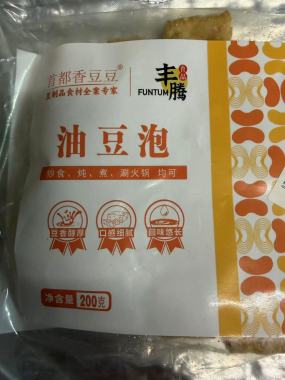 首都香豆豆®
豆制品食材全案专家
丰腾
食品
FUNTUM
油豆泡
炒食、炖、煮、涮火锅 均可
豆香醇厚
口感细腻
回味悠长
净含量 200克